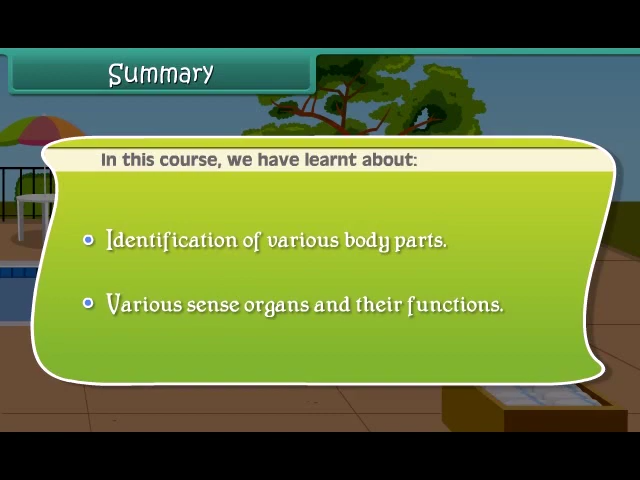 Summary
In this course, we have learnt about:
Identification of various body parts.
Various sense organs and their functions.